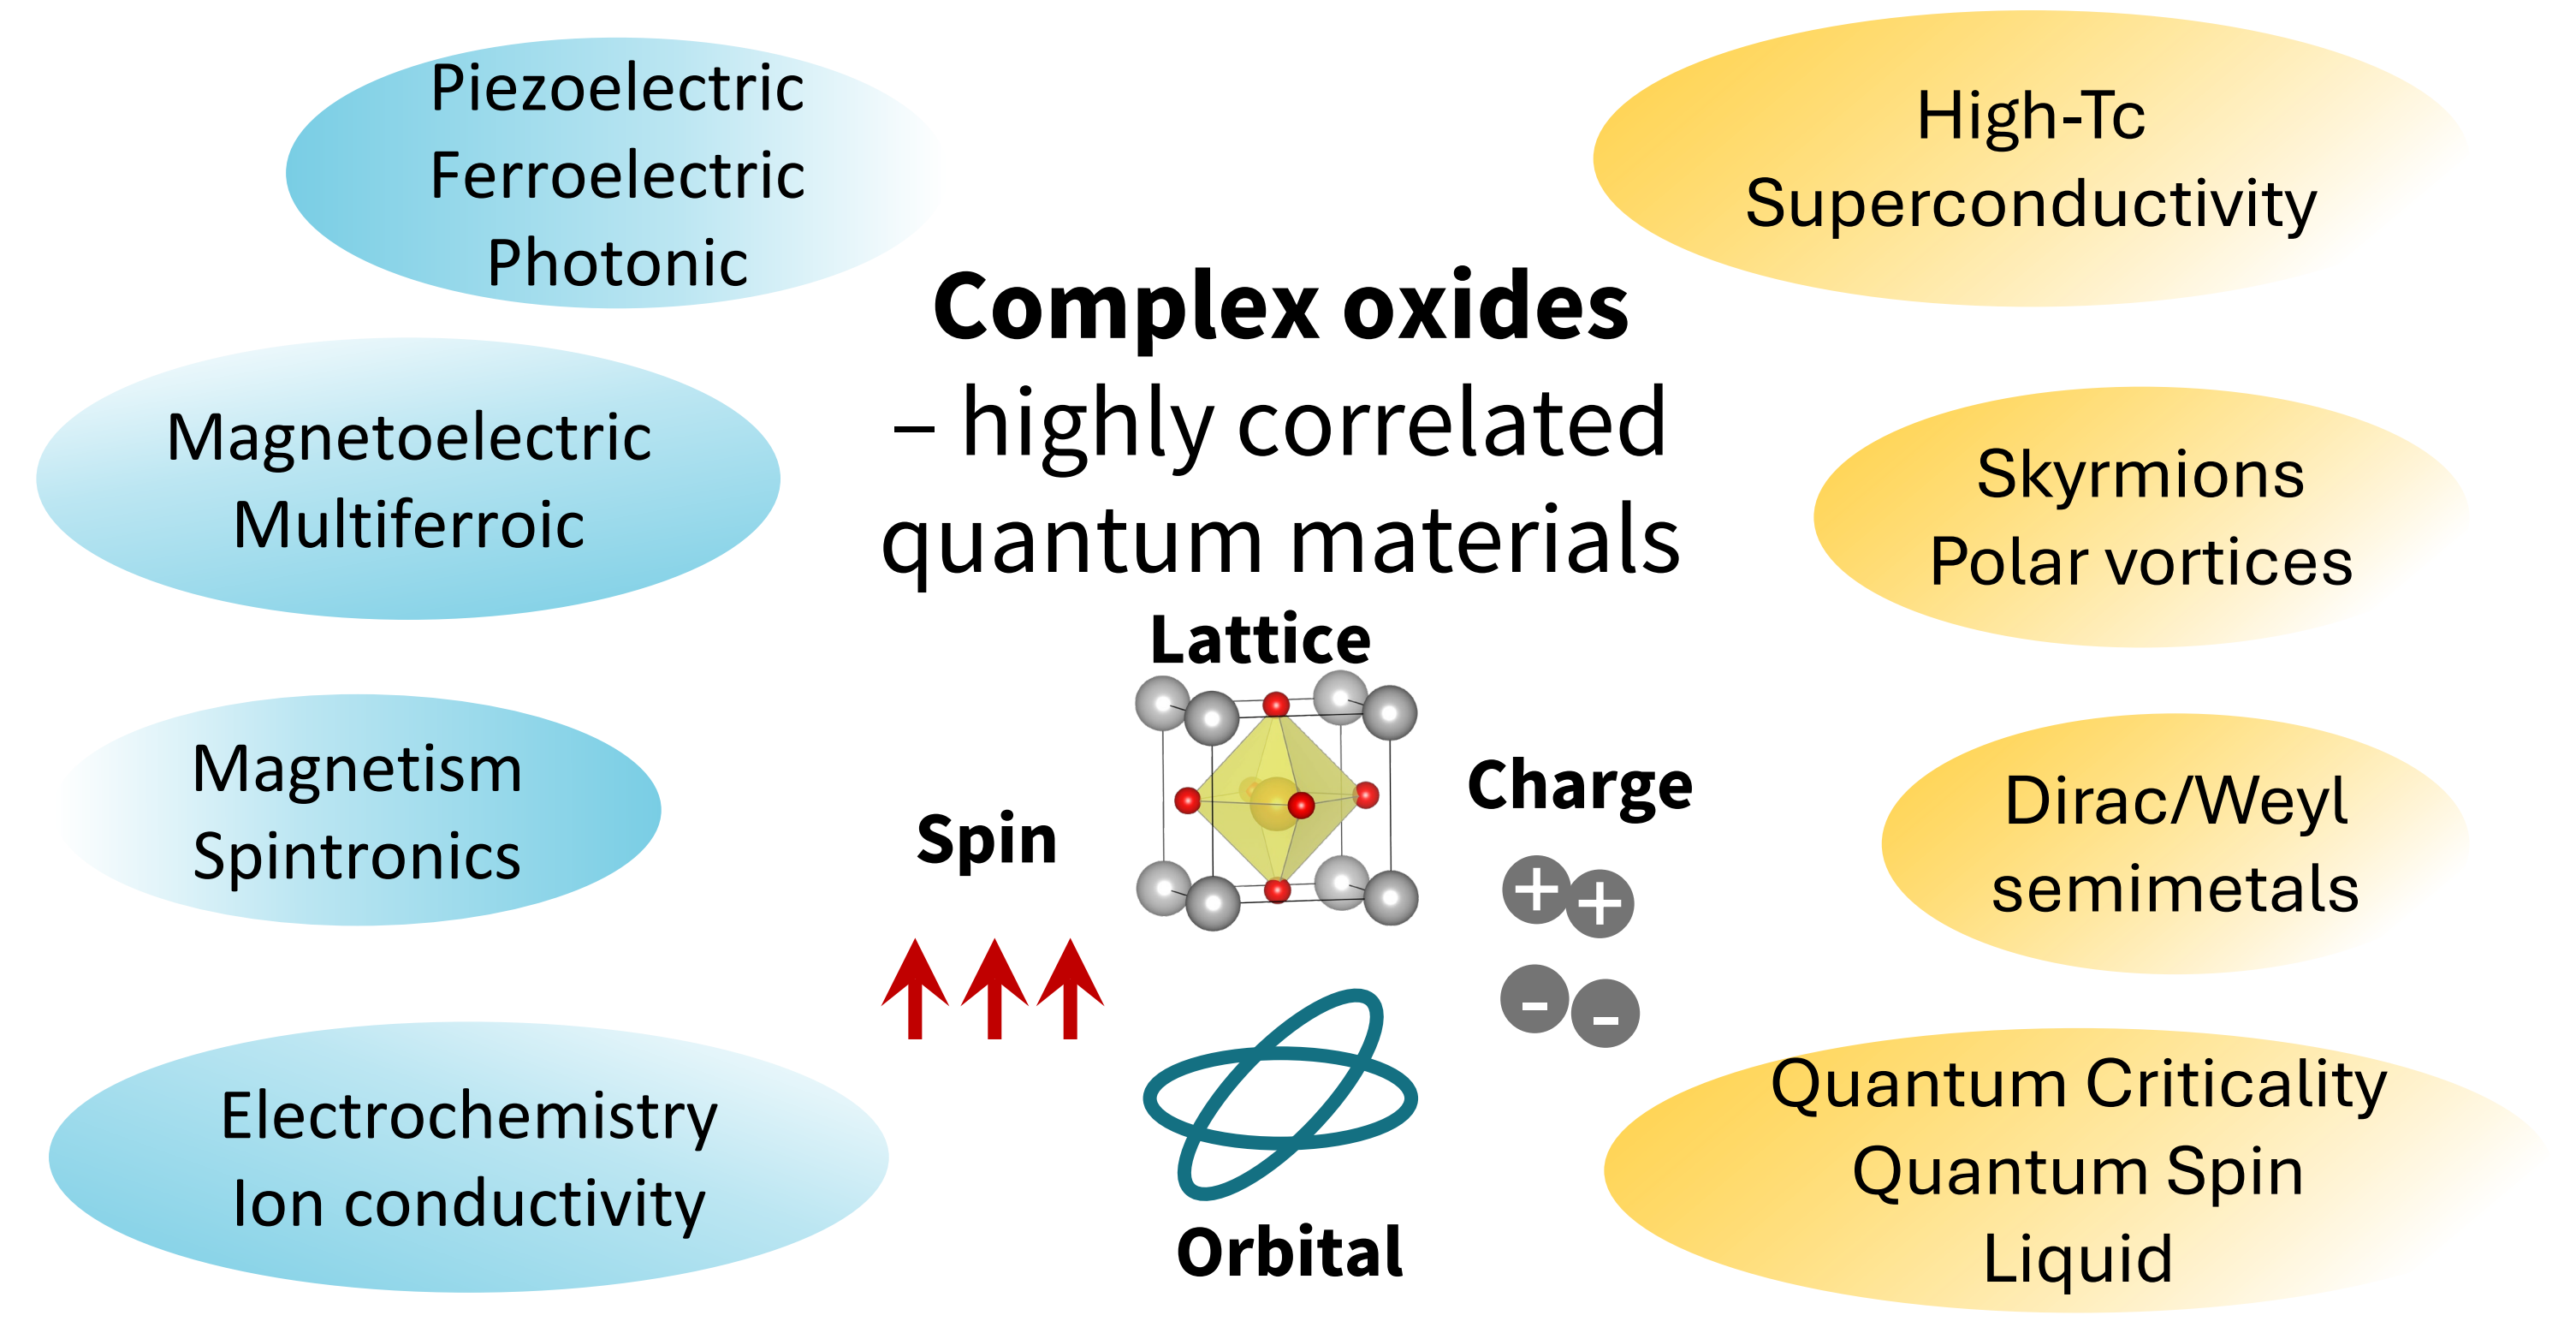 Piezoelectric
Ferroelectric
Photonic
Magnetoelectric
Multiferroic
Magnetism
Spintronics
Electrochemistry
Ion conductivity
Complex oxides
– highly correlated
quantum materials
Lattice
Spin
Charge
+ +
- -
Orbital
High-Tc
Superconductivity
Skyrmions
Polar vortices
Dirac/Weyl
semimetals
Quantum Criticality
Quantum Spin
Liquid